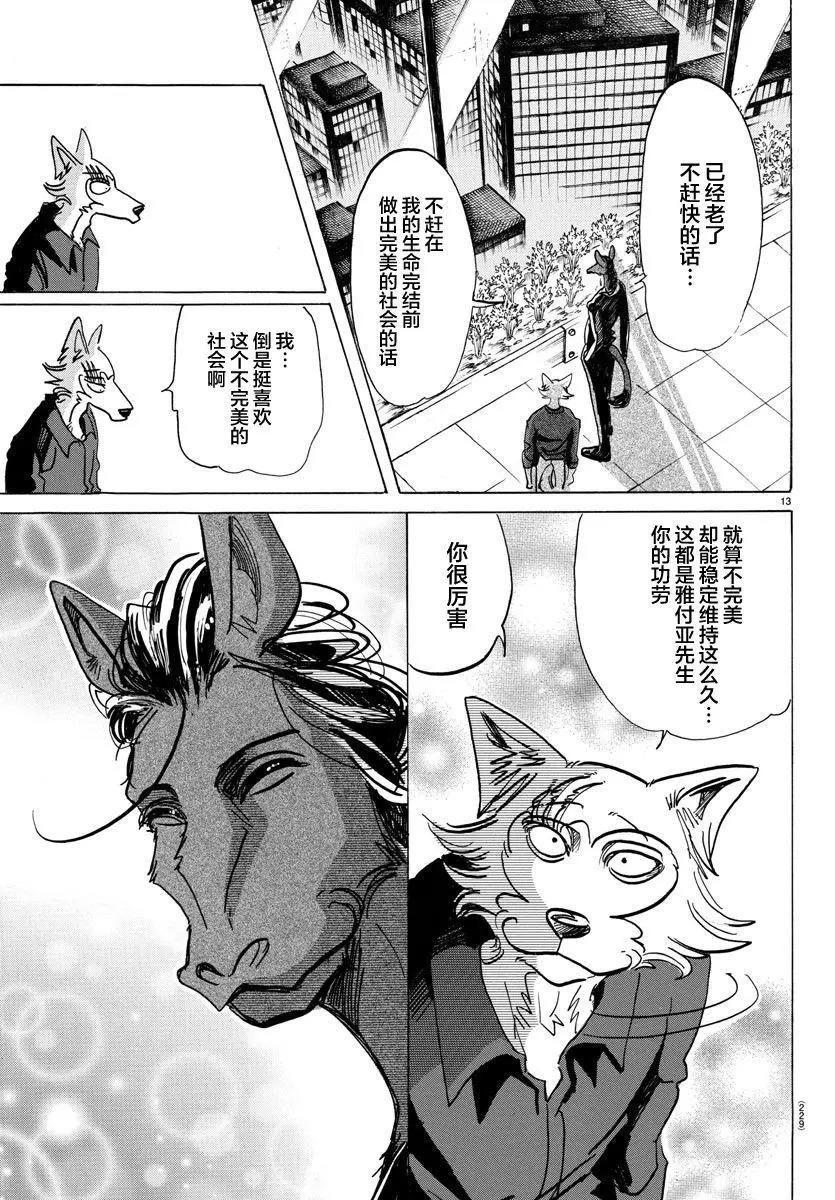 已经老了
不赶快的话…
不赶在
我的生命完结前
做出完美的社会的话
我…
倒是挺喜欢
这个不完美的
社会啊
13
就算不完美
却能稳定维持这么久…
这都是雅付亚先生
你的功劳
你很厉害
(229)